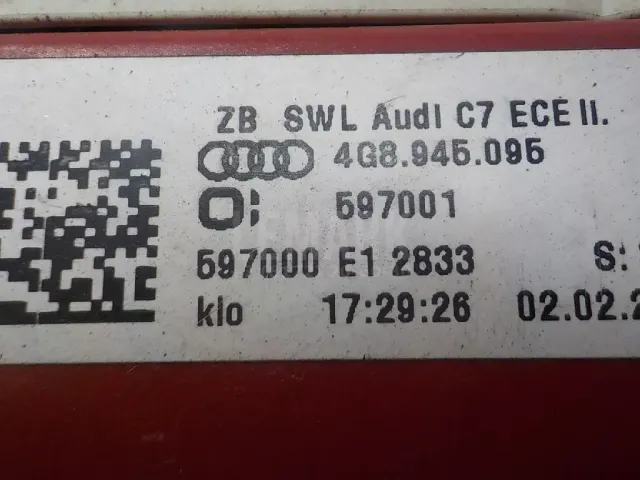 ZB SWL Audi C7 ECE II.
4G8.945.095
597001
597000 E1 2833 S:
klo 17:29:26 02.02.2